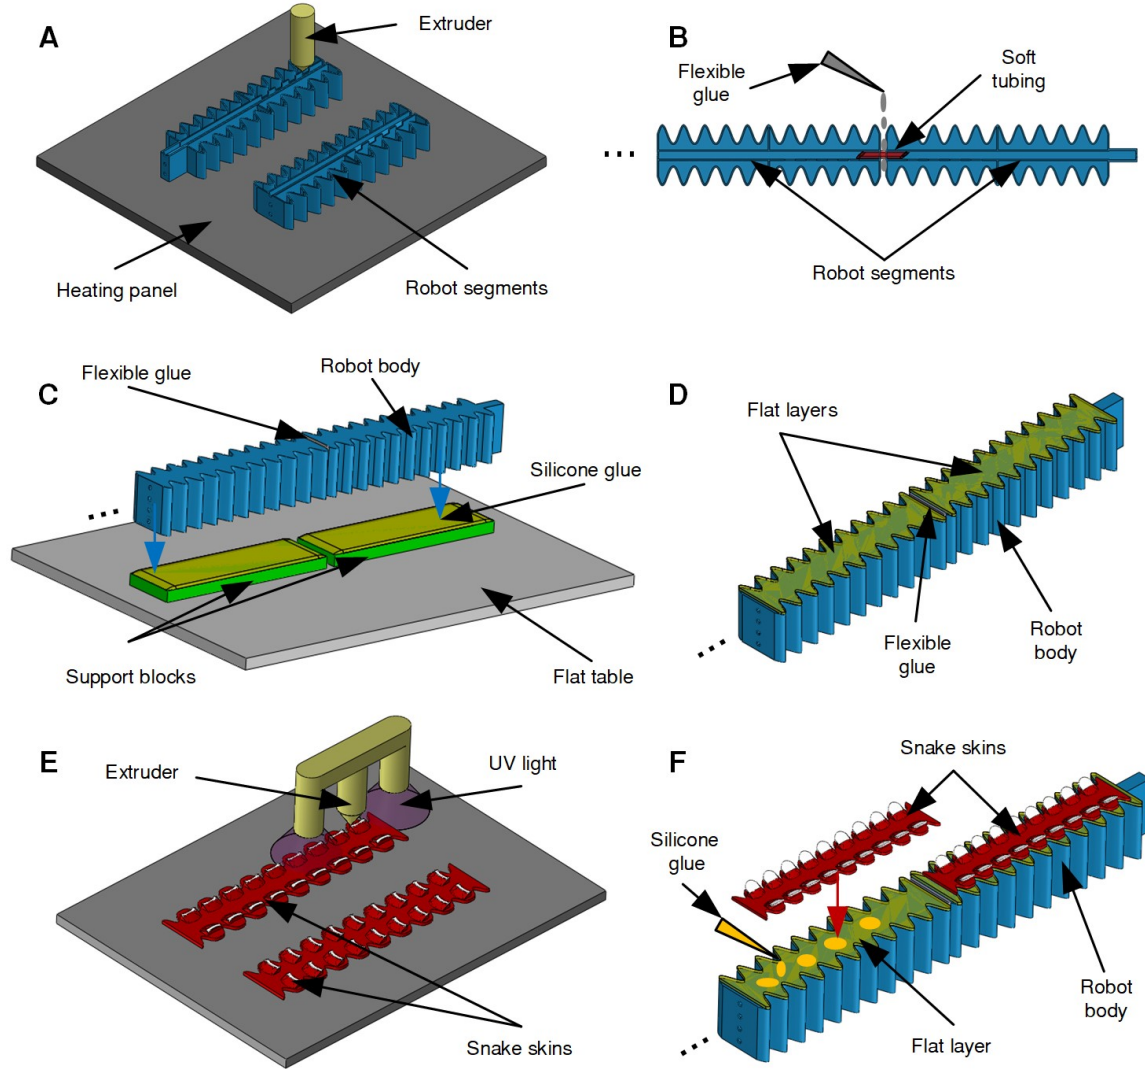 A
Extruder
Heating panel
Robot segments
B
Flexible
glue
Soft
tubing
...
Robot segments
C
Flexible glue
Robot body
Silicone glue
...
Support blocks
Flat table
D
Flat layers
Flexible
glue
Robot
body
...
E
Extruder
UV light
Snake skins
F
Snake skins
Silicone
glue
Robot
body
Flat layer
...